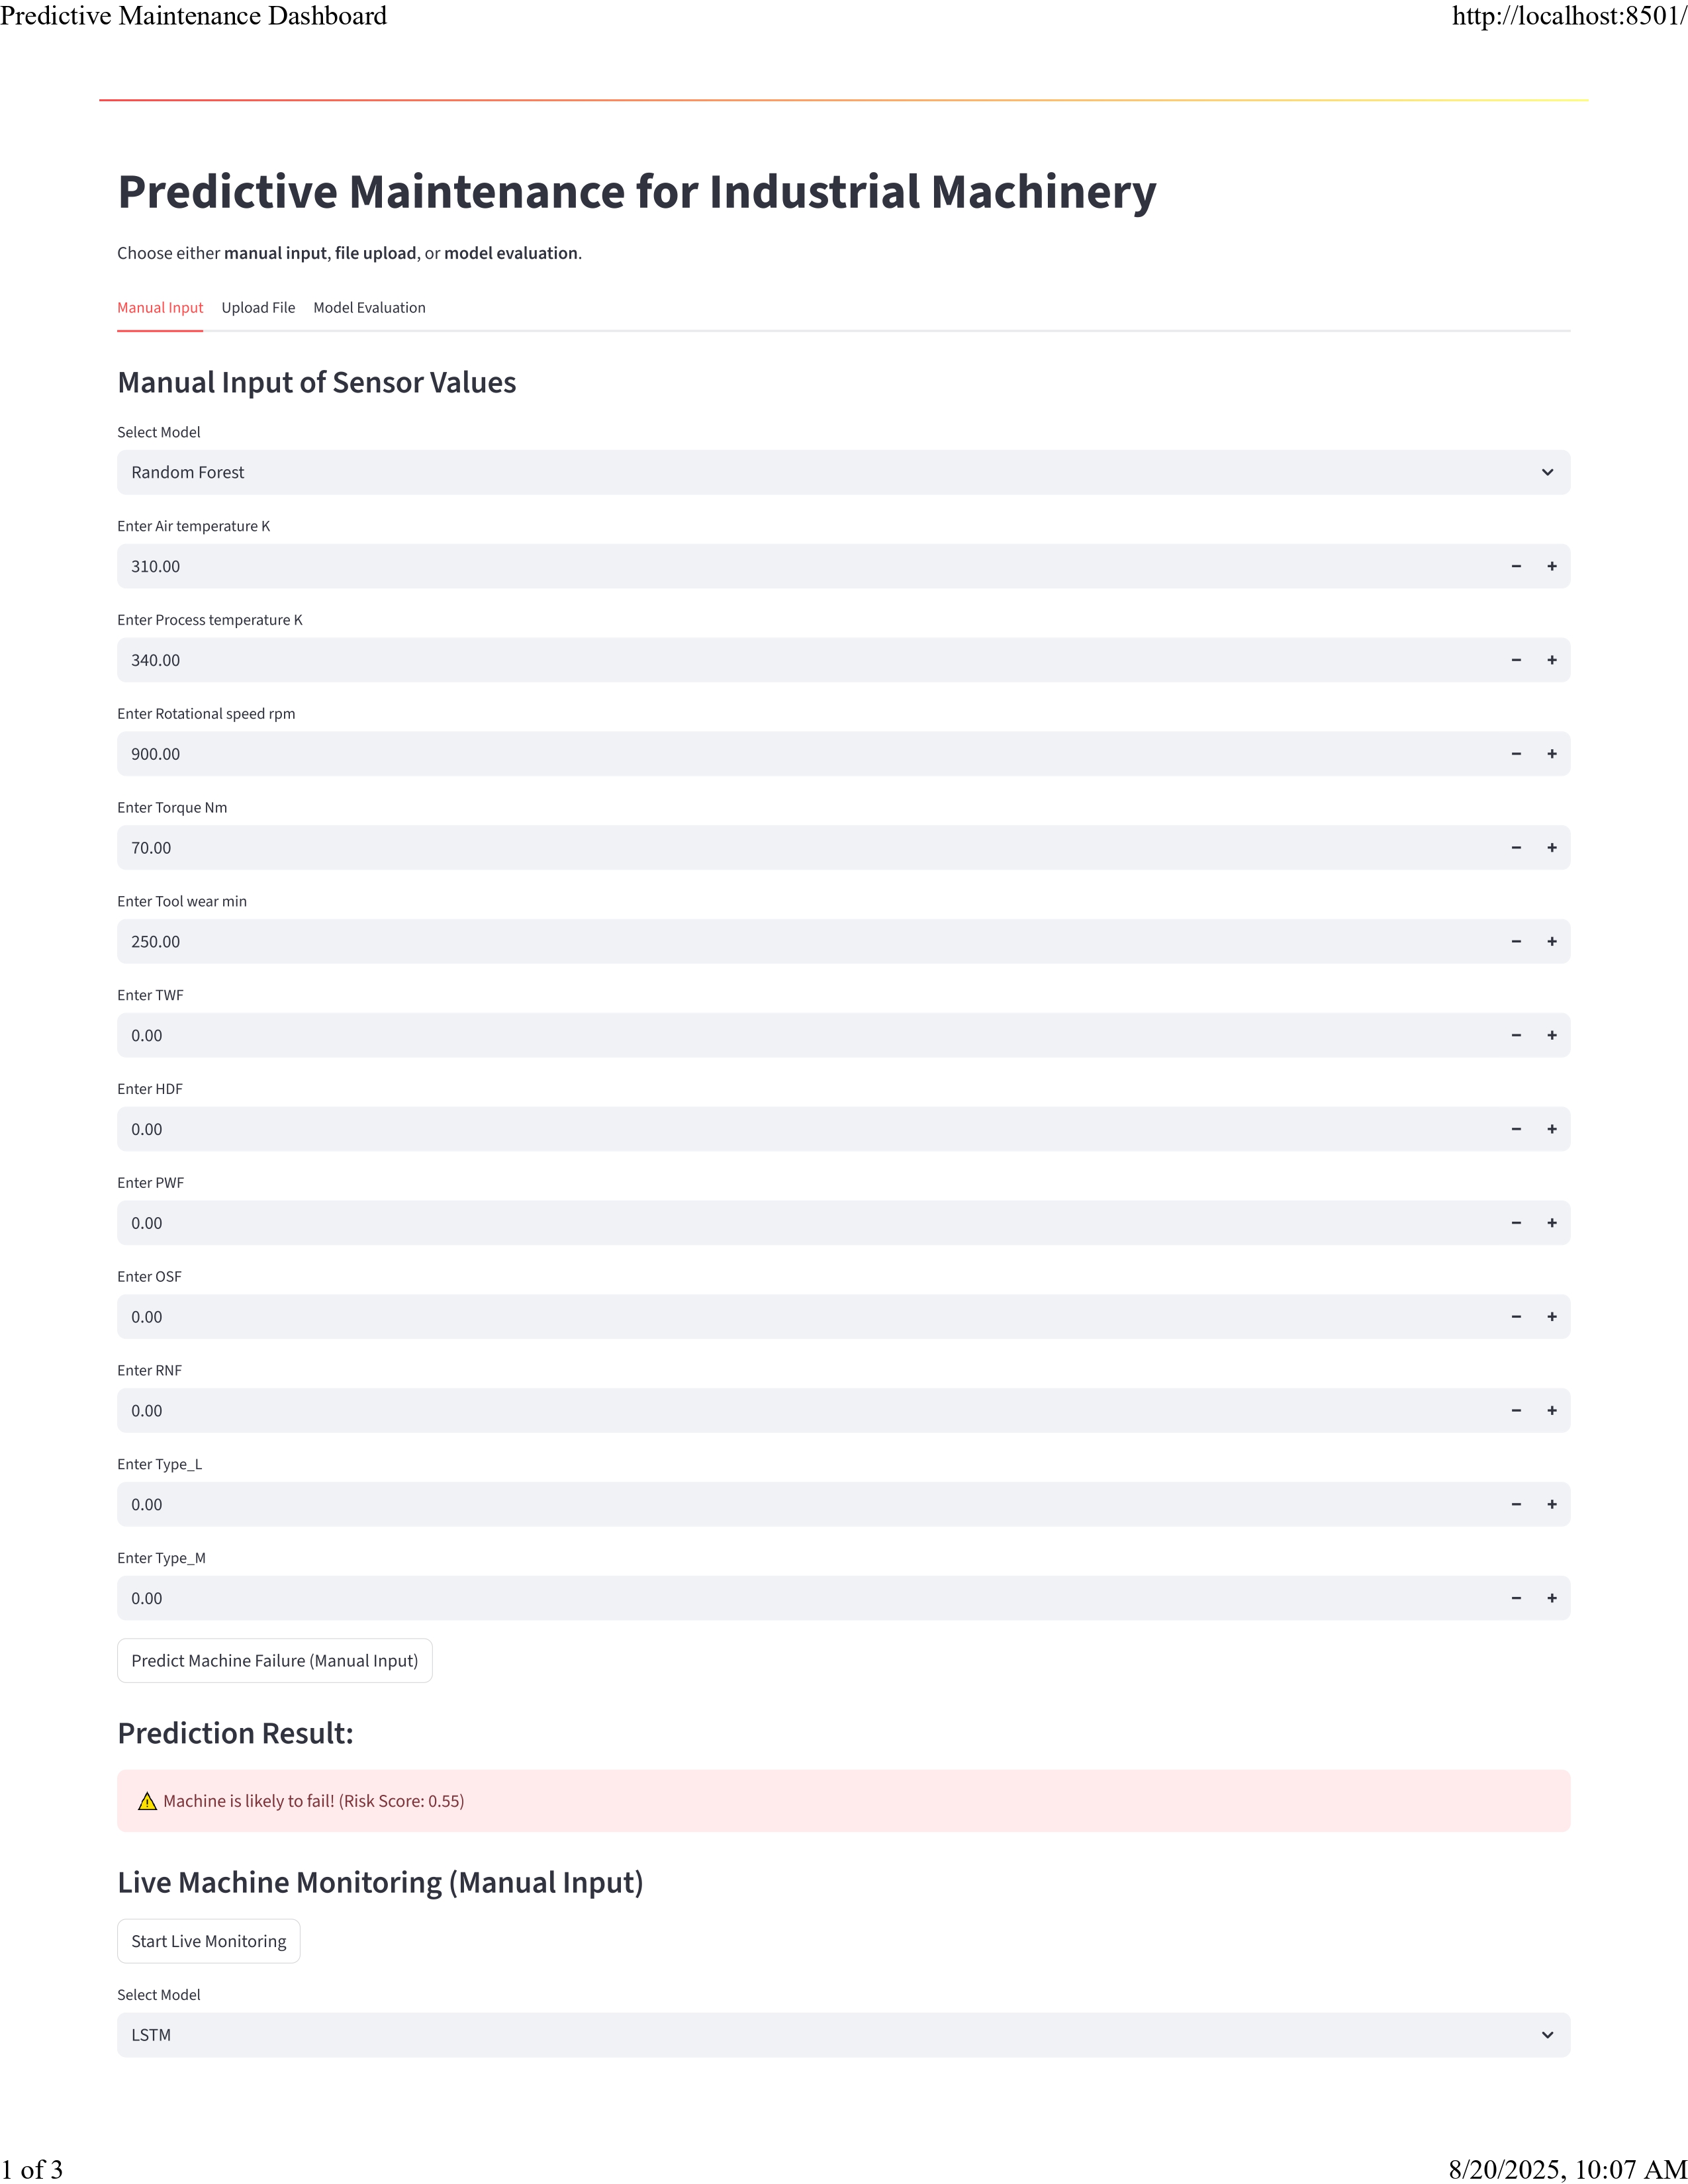 Predictive Maintenance Dashboard
http://localhost:8501/
Predictive Maintenance for Industrial Machinery
Choose either manual input, file upload, or model evaluation.
Manual Input Upload File Model Evaluation
Manual Input of Sensor Values
Select Model
Random Forest
Enter Air temperature K
310.00
Enter Process temperature K
340.00
Enter Rotational speed rpm
900.00
Enter Torque Nm
70.00
Enter Tool wear min
250.00
Enter TWF
0.00
Enter HDF
0.00
Enter PWF
0.00
Enter OSF
0.00
Enter RNF
0.00
Enter Type_L
0.00
Enter Type_M
0.00
Predict Machine Failure (Manual Input)
Prediction Result:
⚠️ Machine is likely to fail! (Risk Score: 0.55)
Live Machine Monitoring (Manual Input)
Start Live Monitoring
Select Model
LSTM
1 of 3
8/20/2025, 10:07 AM